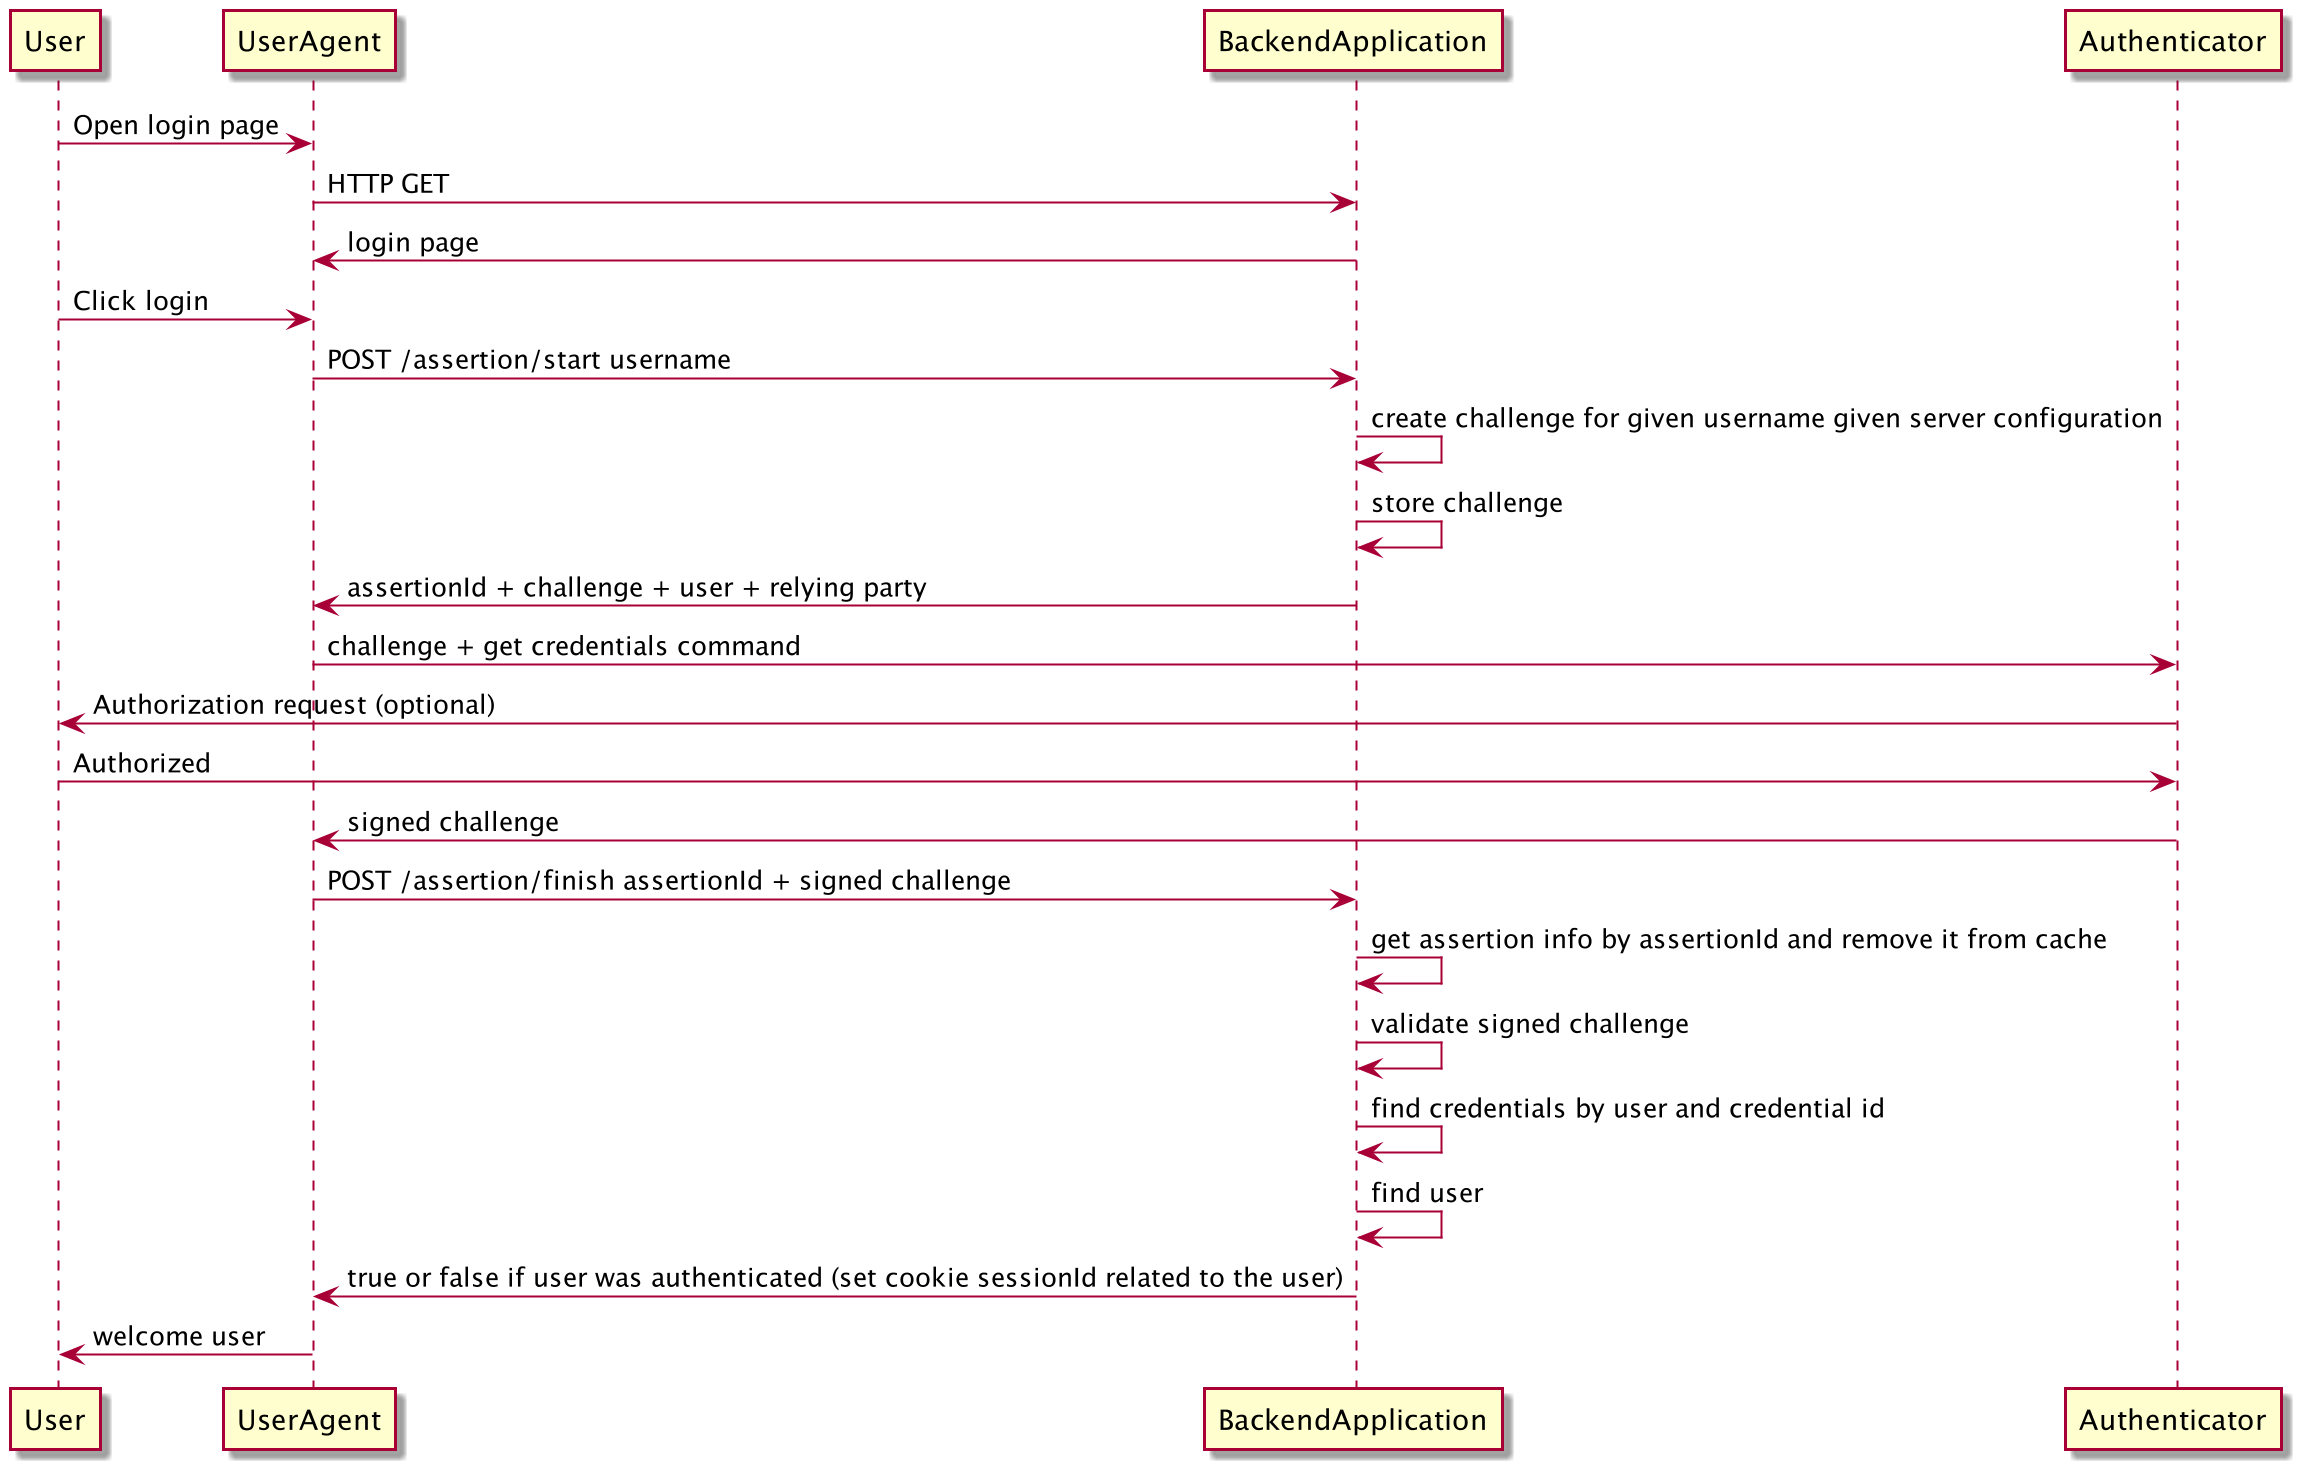 User
UserAgent
BackendApplication
Authenticator
Open login page
HTTP GET
login page
Click login
POST /assertion/start username
create challenge for given username given server configuration
store challenge
assertionId + challenge + user + relying party
challenge + get credentials command
Authorization request (optional)
Authorized
signed challenge
POST /assertion/finish assertionId + signed challenge
get assertion info by assertionId and remove it from cache
validate signed challenge
find credentials by user and credential id
find user
true or false if user was authenticated (set cookie sessionId related to the user)
welcome user
User
UserAgent
BackendApplication
Authenticator